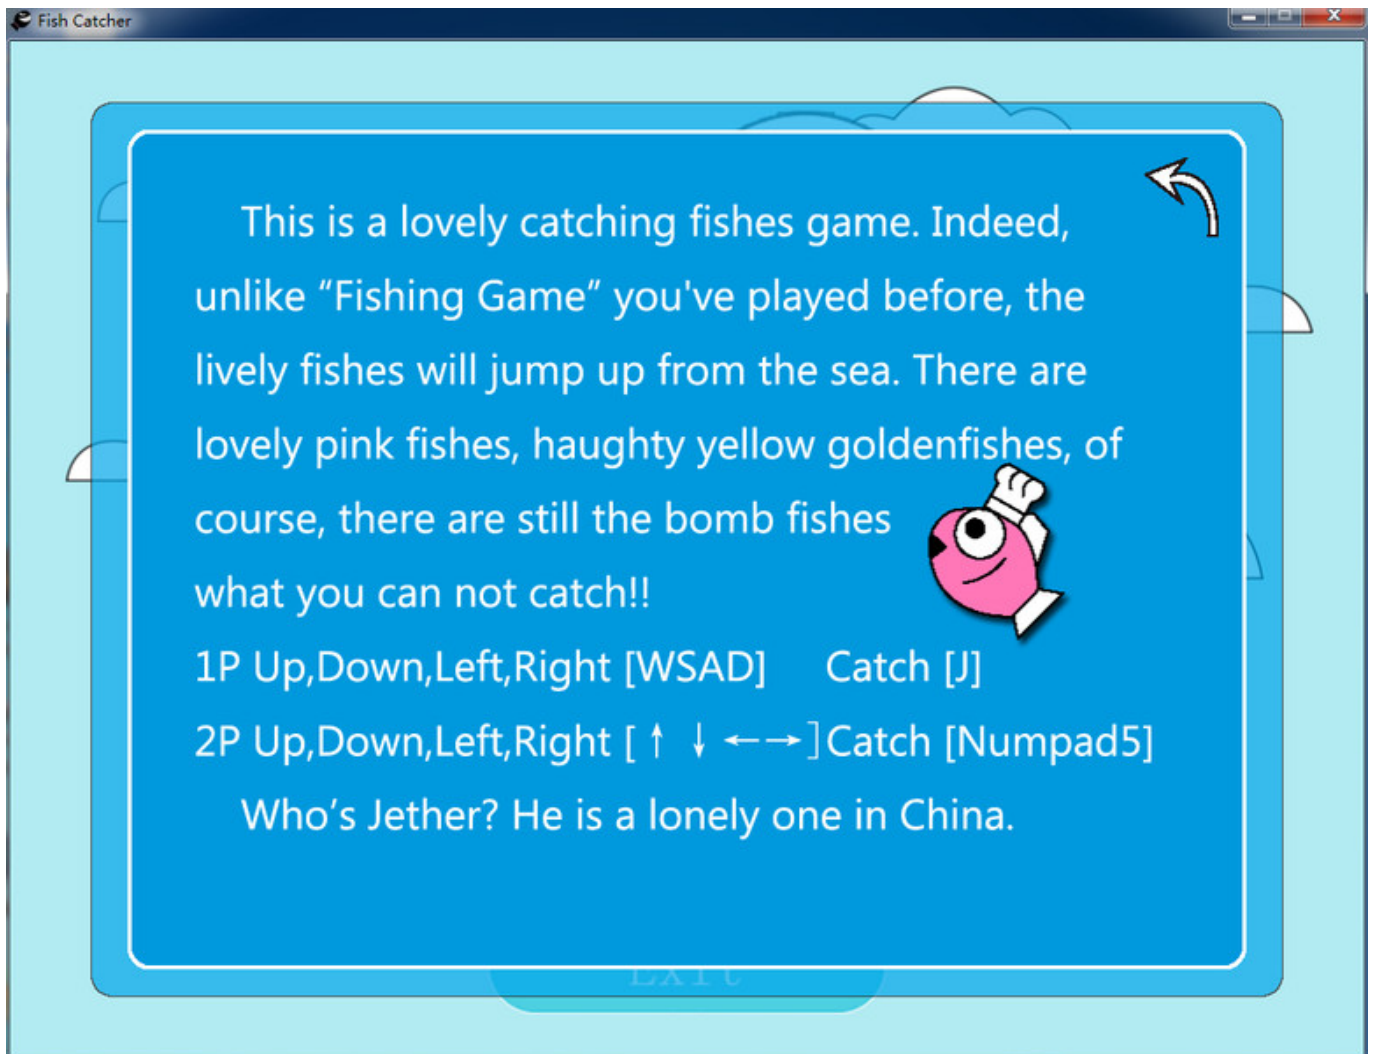 Fish Catcher
This is a lovely catching fishes game. Indeed,
unlike “Fishing Game” you've played before, the
lively fishes will jump up from the sea. There are
lovely pink fishes, haughty yellow goldenfishes, of
course, there are still the bomb fishes
what you can not catch!!
1P Up,Down,Left,Right [WSAD] Catch [J]
2P Up,Down,Left,Right [↑ ↓ ←→]Catch [Numpad5]
Who’s Jether? He is a lonely one in China.
Exit